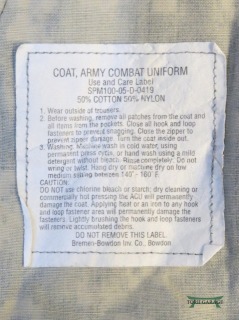 COAT, ARMY COMBAT UNIFORM
Use and Care Label
SPM100-05-D-0419
50% COTTON 50% NYLON
1. Wear outside of trousers.
2. Before washing, remove all patches from the coat and
all items from the pockets. Close all hook and loop
fasteners to prevent snagging. Close the zipper to
prevent open damage. Turn the coat inside out.
3. Washing. Machine wash in cold water, using
permanent press cycle, or hand wash using a mild
detergent without bleach. Rinse completely. Do not
wring or twist. Hang dry or machine dry on low
medium setting between 140° - 160° F.
CAUTION:
DO NOT use chlorine bleach or starch; dry cleaning or
commercially hot pressing the ACU will permanently
damage the coat. Applying heat or an iron to any hook
and loop fastener area will permanently damage the
fasteners. Lightly brushing the hook and loop fasteners
will remove accumulated debris.
DO NOT REMOVE THIS LABEL
Bremen-Bowdon Inv. Co., Bowdon